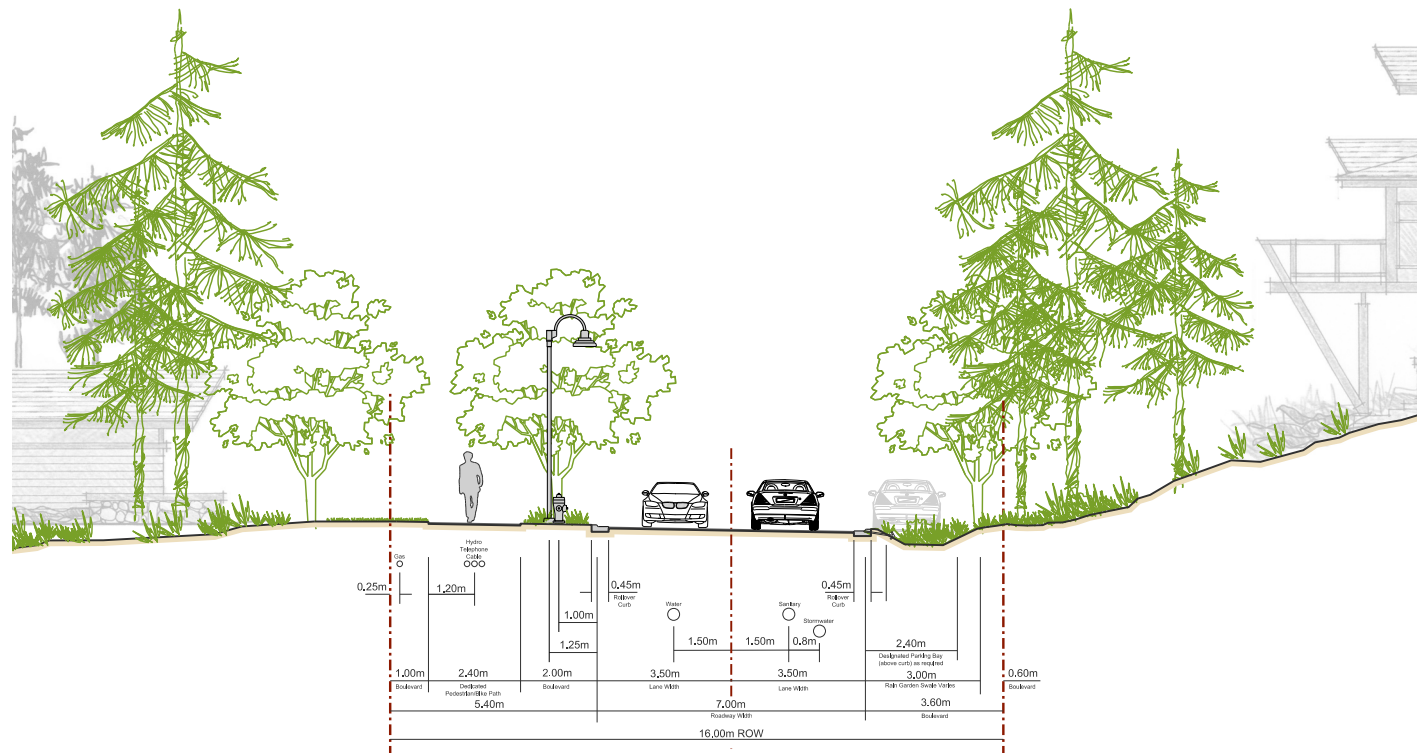 Hydro
Telephone
Cable
Gas
0.25m
1.20m
0.45m
Rollover
Curb
0.45m
Rollover
Curb
Water
Sanitary
Stormwater
1.00m
1.25m
1.50m
1.50m
0.8m
2.40m
Designated Parking Bay
(above curb) as required
1.00m
Boulevard
2.40m
Dedicated
Pedestrian/Bike Path
2.00m
Boulevard
3.50m
Lane Width
3.50m
Lane Width
3.00m
Rain Garden Swale Varies
0.60m
Boulevard
5.40m
7.00m
Roadway Width
3.60m
Boulevard
16.00m ROW